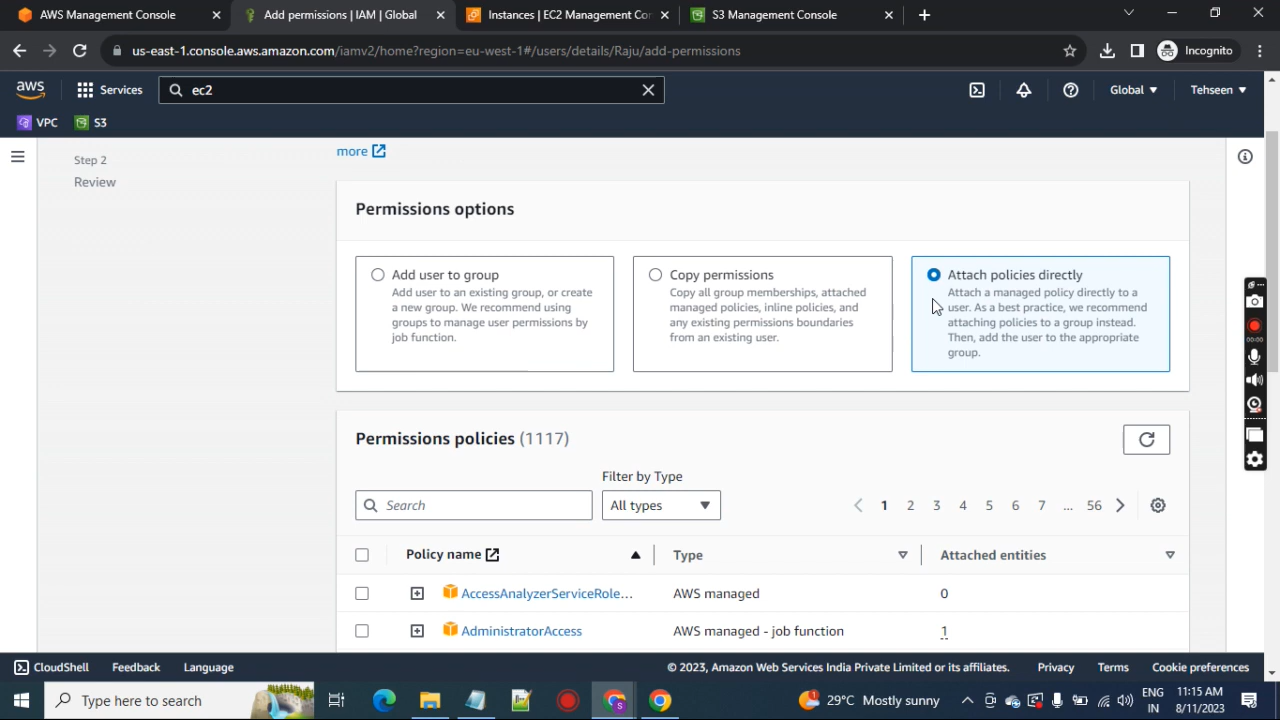 AWS Management Console
Add permissions | IAM | Global
Instances | EC2 Management Cor
S3 Management Console
us-east-1.console.aws.amazon.com/iamv2/home?region=eu-west-1#/users/details/Raju/add-permissions
Incognito
aws
Services
ec2
Global
Tehseen
VPC
S3
Step 2
Review
more
Permissions options
Add user to group
Add user to an existing group, or create
a new group. We recommend using
groups to manage user permissions by
job function.
Copy permissions
Copy all group memberships, attached
managed policies, inline policies, and
any existing permissions boundaries
from an existing user.
Attach policies directly
Attach a managed policy directly to a
user. As a best practice, we recommend
attaching policies to a group instead.
Then, add the user to the appropriate
group.
Permissions policies (1117)
Filter by Type
Search
All types
1 2 3 4 5 6 7 ... 56
Policy name
Type
Attached entities
AccessAnalyzerServiceRole...
AWS managed
0
AdministratorAccess
AWS managed - job function
1
CloudShell
Feedback
Language
© 2023, Amazon Web Services India Private Limited or its affiliates.
Privacy
Terms
Cookie preferences
Type here to search
29°C Mostly sunny
ENG
IN
11:15 AM
8/11/2023